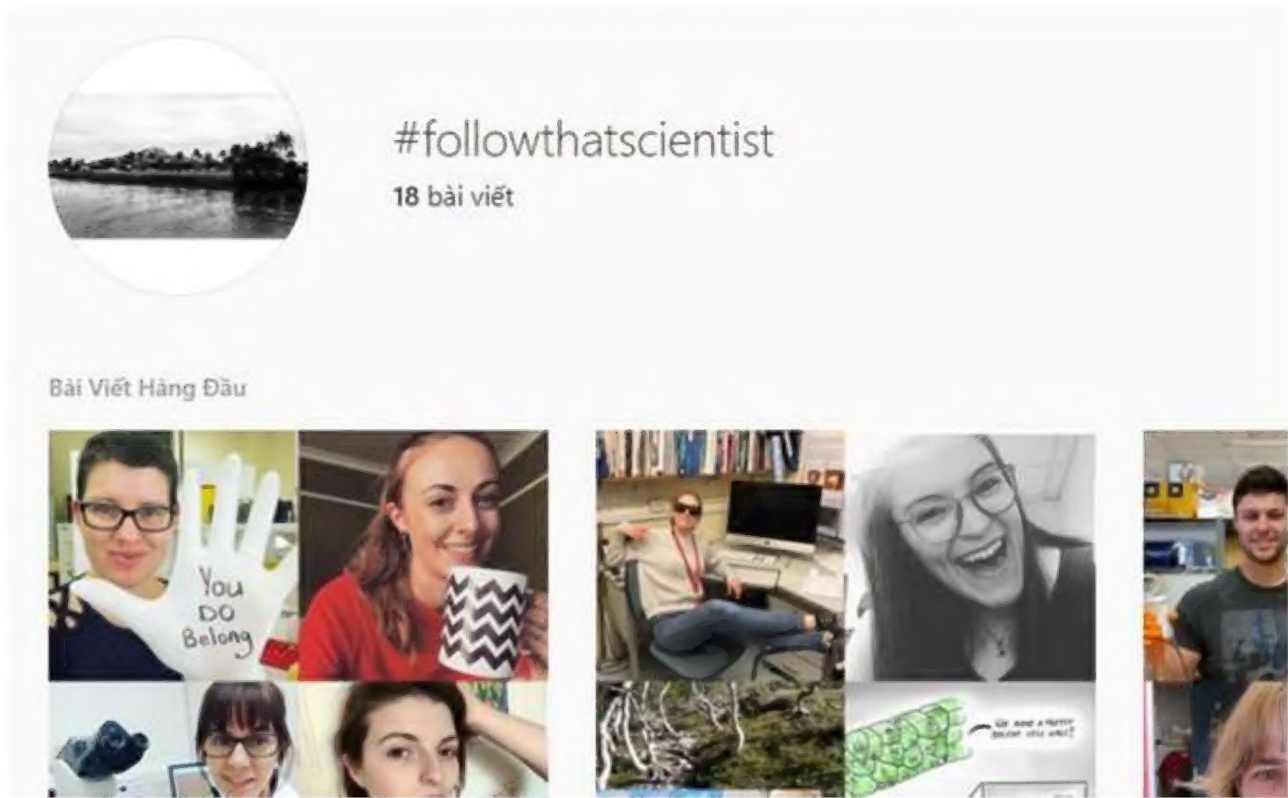 #followthatscientist
18 bài viết
Bài Viết Hàng Đầu
You
DO
Belong